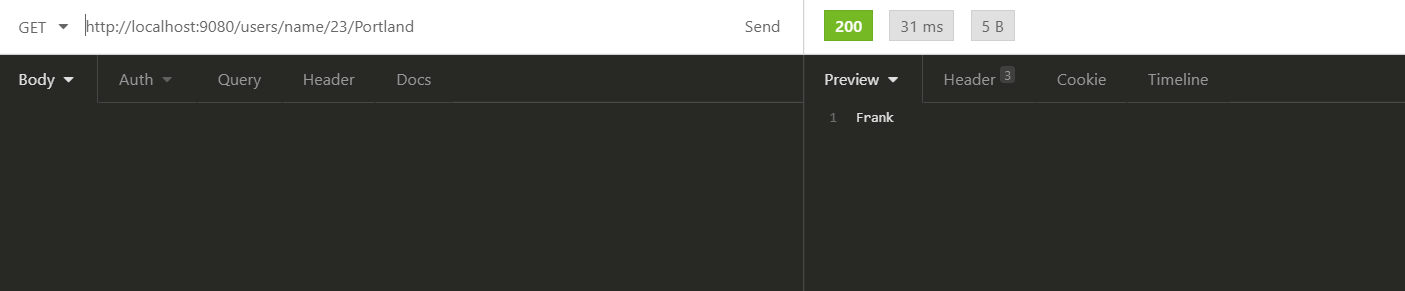 GET http://localhost:9080/users/name/23/Portland Send 200 31 ms 5 B
Body Auth Query Header Docs Preview Header 3 Cookie Timeline
1 Frank